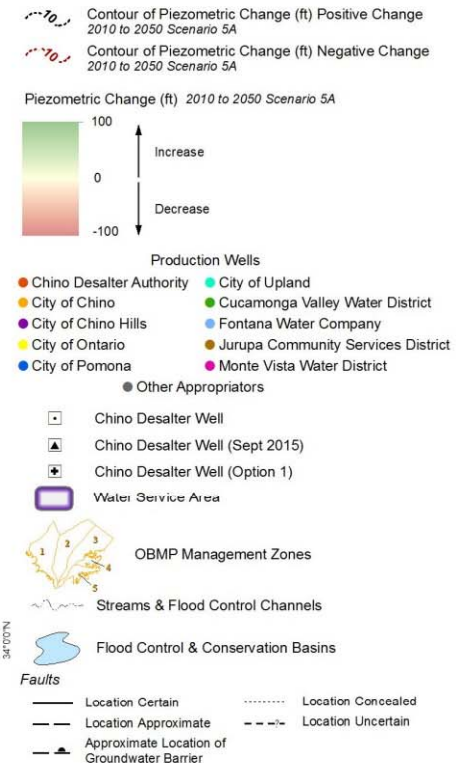 10
Contour of Piezometric Change (ft) Positive Change
2010 to 2050 Scenario 5A
10
Contour of Piezometric Change (ft) Negative Change
2010 to 2050 Scenario 5A
Piezometric Change (ft) 2010 to 2050 Scenario 5A
100
Increase
0
Decrease
-100
Production Wells
Chino Desalter Authority
City of Upland
City of Chino
Cucamonga Valley Water District
City of Chino Hills
Fontana Water Company
City of Ontario
Jurupa Community Services District
City of Pomona
Monte Vista Water District
Other Appropriators
Chino Desalter Well
Chino Desalter Well (Sept 2015)
Chino Desalter Well (Option 1)
Water Service Area
1 2 3 4 5
OBMP Management Zones
Streams & Flood Control Channels
34°0'0"N
Flood Control & Conservation Basins
Faults
Location Certain
Location Concealed
Location Approximate
?
Location Uncertain
Approximate Location of
Groundwater Barrier